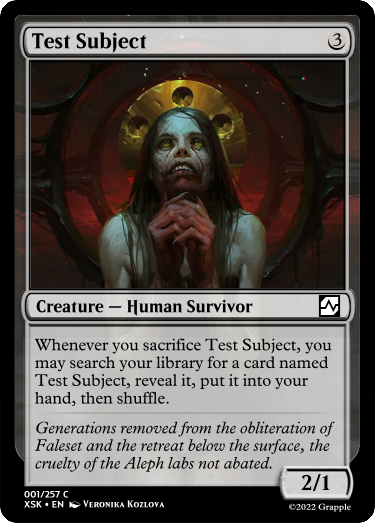 Test Subject 3
Creature — Human Survivor
Whenever you sacrifice Test Subject, you
may search your library for a card named
Test Subject, reveal it, put it into your
hand, then shuffle.
Generations removed from the obliteration of
Faleset and the retreat below the surface, the
cruelty of the Aleph labs not abated.
2/1
001/257 C
XSK • EN Veronika Kozlova
©2022 Grapple